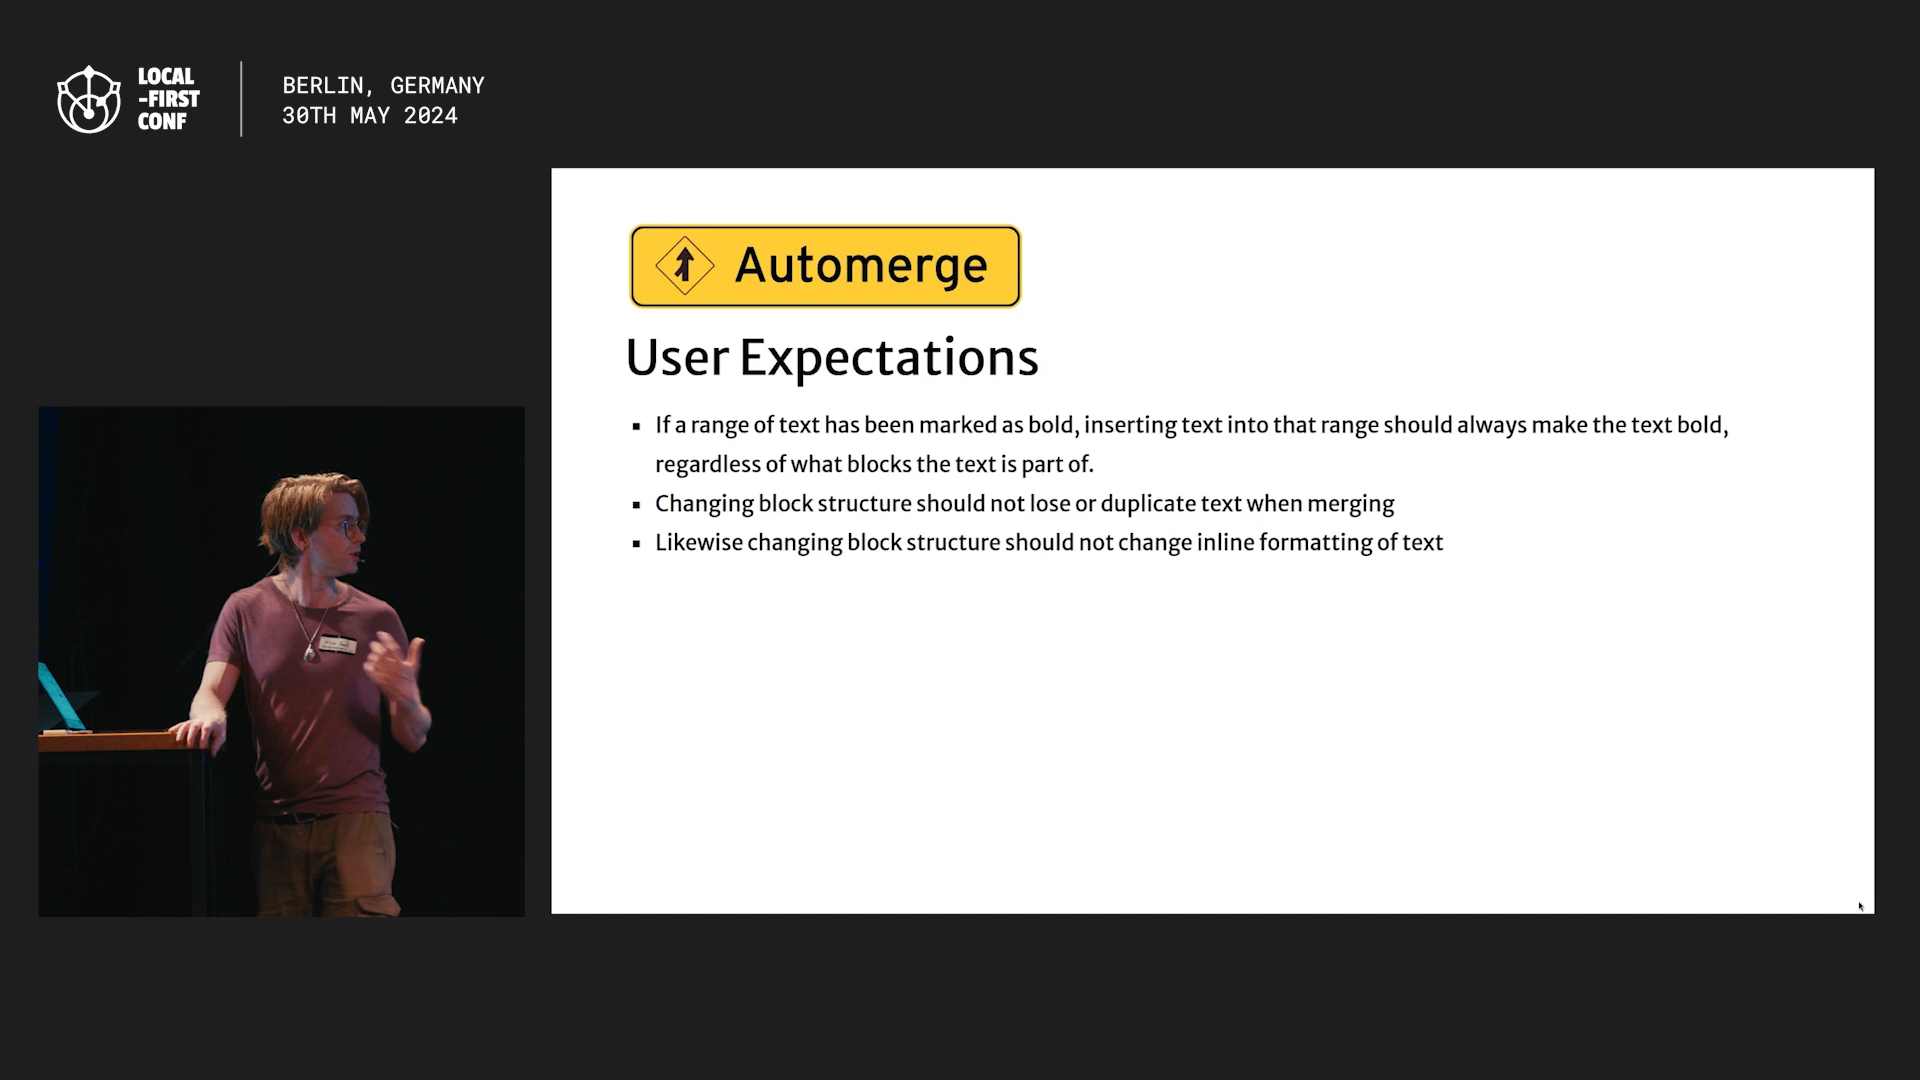 LOCAL
-FIRST
CONF
BERLIN, GERMANY
30TH MAY 2024
Automerge
User Expectations
▪ If a range of text has been marked as bold, inserting text into that range should always make the text bold,
regardless of what blocks the text is part of.
▪ Changing block structure should not lose or duplicate text when merging
▪ Likewise changing block structure should not change inline formatting of text